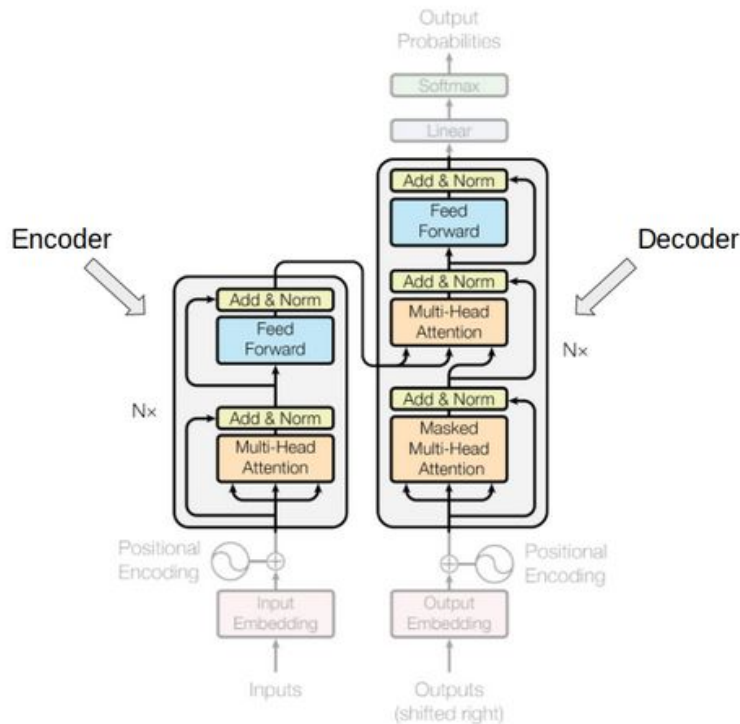 Output
Probabilities
Softmax
Linear
Add & Norm
Feed
Forward
Add & Norm
Multi-Head
Attention
Add & Norm
Masked
Multi-Head
Attention
Nx
Decoder
Encoder
Add & Norm
Feed
Forward
Nx
Add & Norm
Multi-Head
Attention
Positional
Encoding
Input
Embedding
Inputs
Positional
Encoding
Output
Embedding
Outputs
(shifted right)